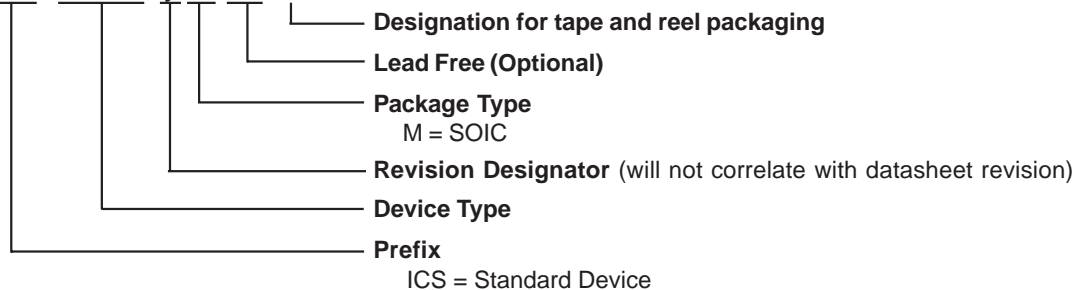 Designation for tape and reel packaging
Lead Free (Optional)
Package Type
M = SOIC
Revision Designator (will not correlate with datasheet revision)
Device Type
Prefix
ICS = Standard Device